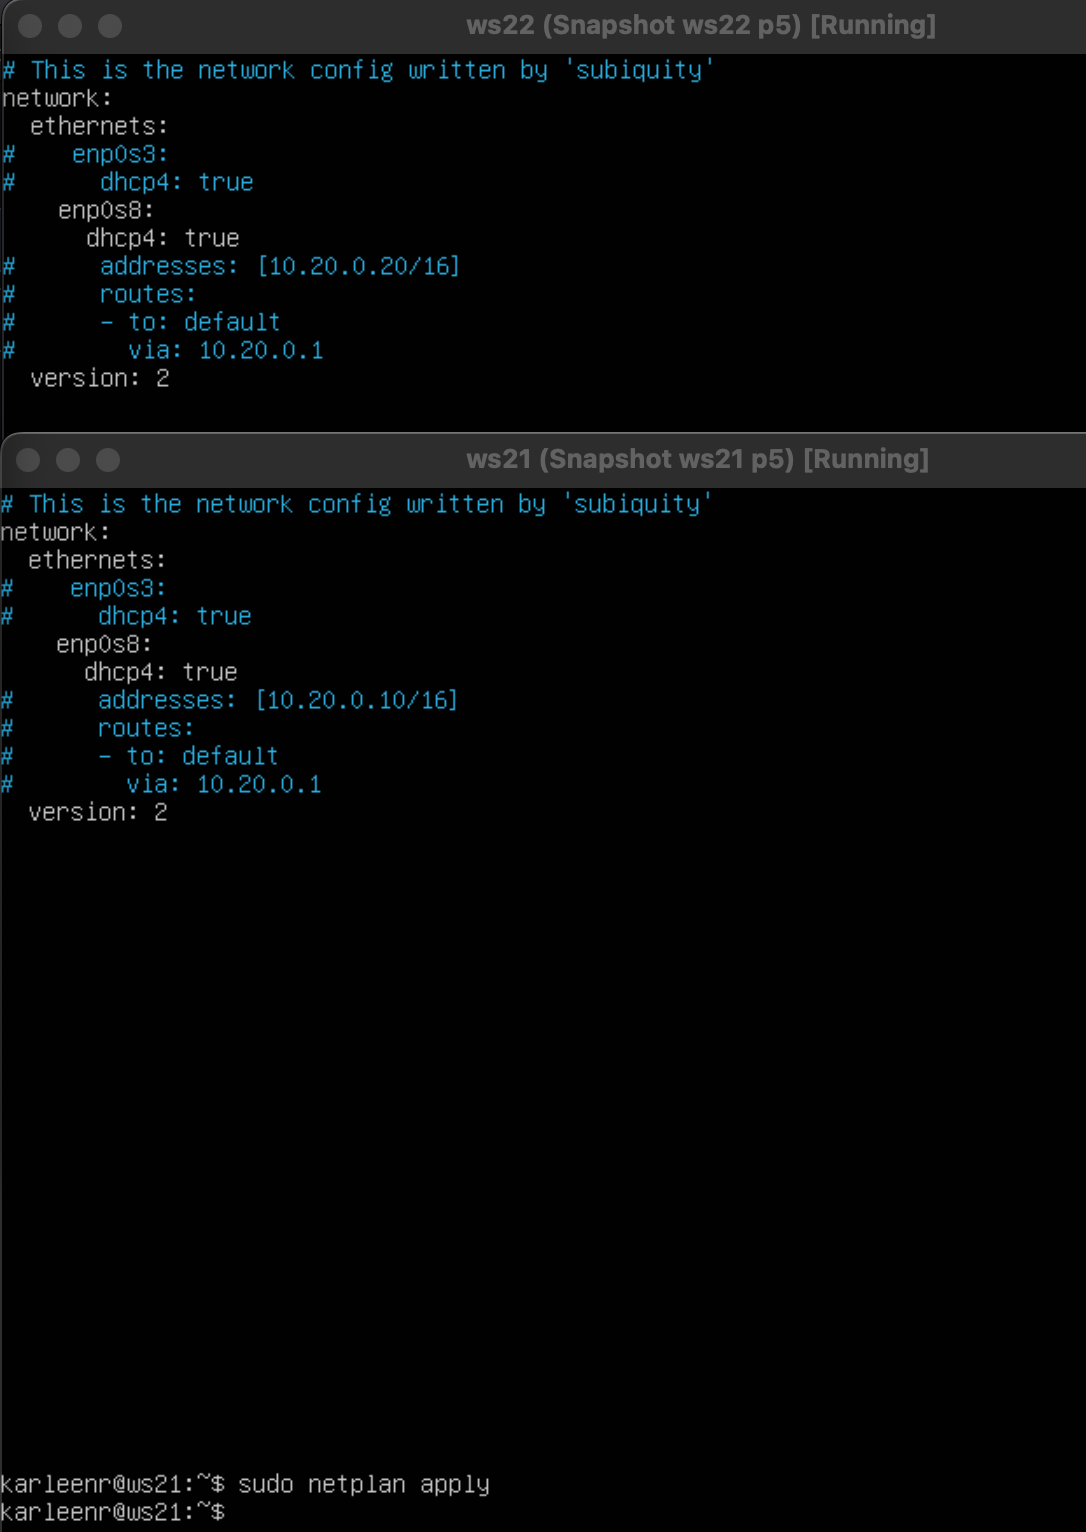 ws22 (Snapshot ws22 p5) [Running]
# This is the network config written by 'subiquity'
network:
  ethernets:
#    enp0s3:
#      dhcp4: true
    enp0s8:
      dhcp4: true
#      addresses: [10.20.0.20/16]
#      routes:
#      - to: default
#        via: 10.20.0.1
  version: 2
ws21 (Snapshot ws21 p5) [Running]
# This is the network config written by 'subiquity'
network:
  ethernets:
#    enp0s3:
#      dhcp4: true
    enp0s8:
      dhcp4: true
#      addresses: [10.20.0.10/16]
#      routes:
#      - to: default
#        via: 10.20.0.1
  version: 2
karleenr@ws21:~$ sudo netplan apply
karleenr@ws21:~$